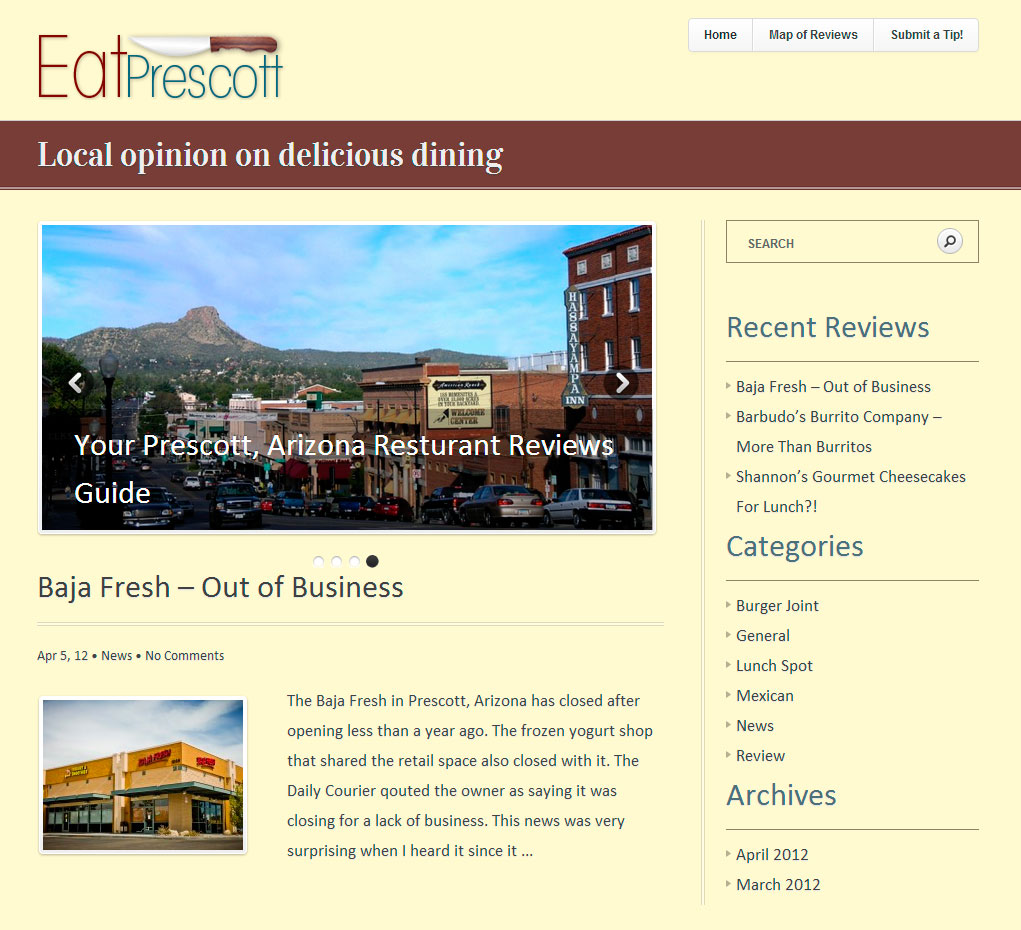 EatPrescott
Home
Map of Reviews
Submit a Tip!
Local opinion on delicious dining
HASSAYAMPA
INN
American Ranch
WELCOME
CENTER
Your Prescott, Arizona Resturant Reviews
Guide
SEARCH
Recent Reviews
Baja Fresh – Out of Business
Barbudo’s Burrito Company –
More Than Burritos
Shannon’s Gourmet Cheesecakes
For Lunch?!
Categories
Burger Joint
General
Lunch Spot
Mexican
News
Review
Archives
April 2012
March 2012
Baja Fresh – Out of Business
Apr 5, 12 • News • No Comments
BAJA FRESH
The Baja Fresh in Prescott, Arizona has closed after
opening less than a year ago. The frozen yogurt shop
that shared the retail space also closed with it. The
Daily Courier qouted the owner as saying it was
closing for a lack of business. This news was very
surprising when I heard it since it ...